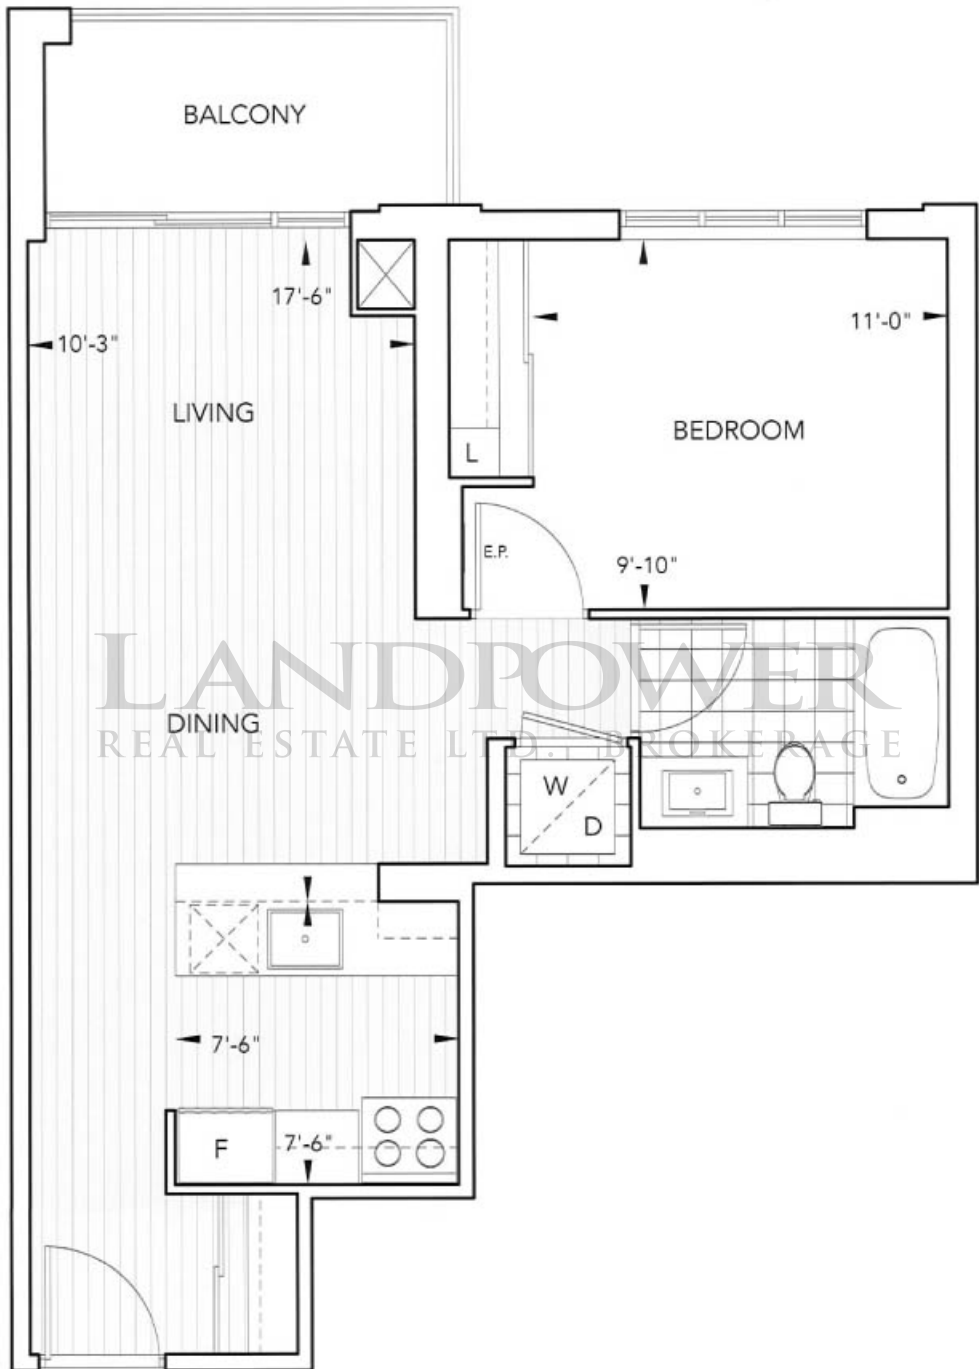 BALCONY
17'-6"
10'-3"
11'-0"
LIVING
BEDROOM
L
E.P.
9'-10"
LANDPOWER
DINING
REAL ESTATE LTD., BROKERAGE
W
D
7'-6"
F
7'-6"